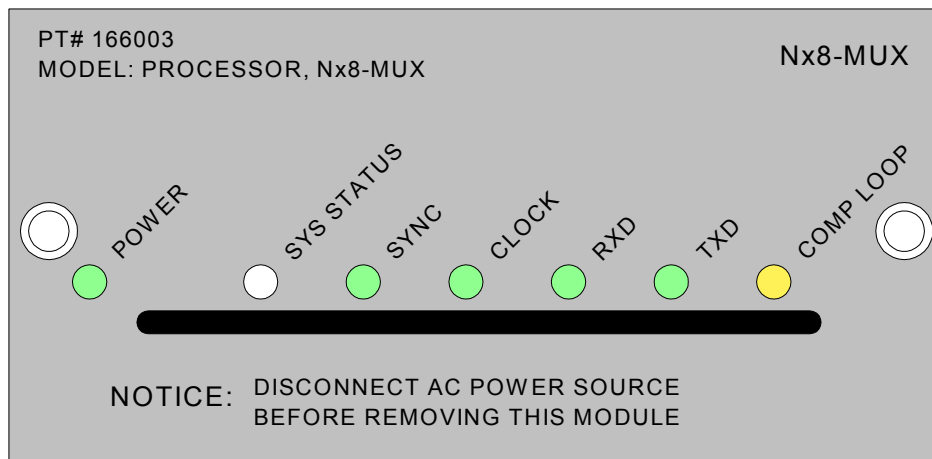 PT# 166003
MODEL: PROCESSOR, Nx8-MUX
Nx8-MUX
POWER
SYS STATUS
SYNC
CLOCK
RXD
TXD
COMP LOOP
NOTICE: DISCONNECT AC POWER SOURCE
BEFORE REMOVING THIS MODULE